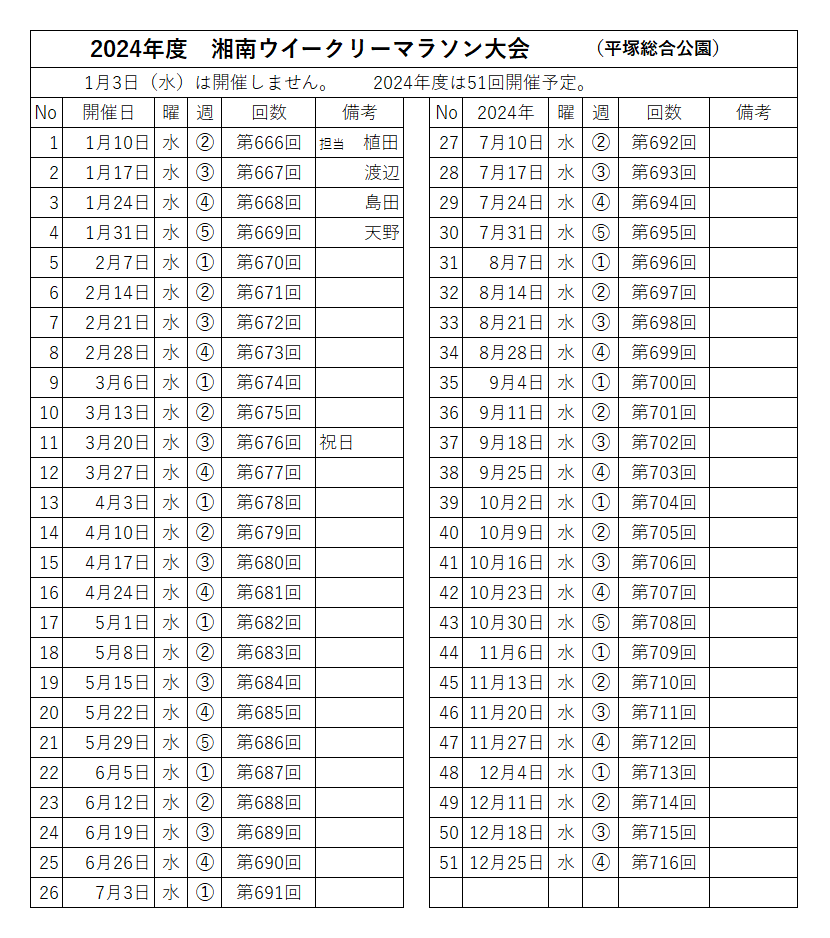 2024年度　湘南ウイークリーマラソン大会　（平塚総合公園）
1月3日（水）は開催しません。　2024年度は51回開催予定。
No 開催日 曜 週 回数 備考
1 1月10日 水 ② 第666回 担当　植田
2 1月17日 水 ③ 第667回 渡辺
3 1月24日 水 ④ 第668回 島田
4 1月31日 水 ⑤ 第669回 天野
5 2月7日 水 ① 第670回
6 2月14日 水 ② 第671回
7 2月21日 水 ③ 第672回
8 2月28日 水 ④ 第673回
9 3月6日 水 ① 第674回
10 3月13日 水 ② 第675回
11 3月20日 水 ③ 第676回 祝日
12 3月27日 水 ④ 第677回
13 4月3日 水 ① 第678回
14 4月10日 水 ② 第679回
15 4月17日 水 ③ 第680回
16 4月24日 水 ④ 第681回
17 5月1日 水 ① 第682回
18 5月8日 水 ② 第683回
19 5月15日 水 ③ 第684回
20 5月22日 水 ④ 第685回
21 5月29日 水 ⑤ 第686回
22 6月5日 水 ① 第687回
23 6月12日 水 ② 第688回
24 6月19日 水 ③ 第689回
25 6月26日 水 ④ 第690回
26 7月3日 水 ① 第691回
No 2024年 曜 週 回数 備考
27 7月10日 水 ② 第692回
28 7月17日 水 ③ 第693回
29 7月24日 水 ④ 第694回
30 7月31日 水 ⑤ 第695回
31 8月7日 水 ① 第696回
32 8月14日 水 ② 第697回
33 8月21日 水 ③ 第698回
34 8月28日 水 ④ 第699回
35 9月4日 水 ① 第700回
36 9月11日 水 ② 第701回
37 9月18日 水 ③ 第702回
38 9月25日 水 ④ 第703回
39 10月2日 水 ① 第704回
40 10月9日 水 ② 第705回
41 10月16日 水 ③ 第706回
42 10月23日 水 ④ 第707回
43 10月30日 水 ⑤ 第708回
44 11月6日 水 ① 第709回
45 11月13日 水 ② 第710回
46 11月20日 水 ③ 第711回
47 11月27日 水 ④ 第712回
48 12月4日 水 ① 第713回
49 12月11日 水 ② 第714回
50 12月18日 水 ③ 第715回
51 12月25日 水 ④ 第716回